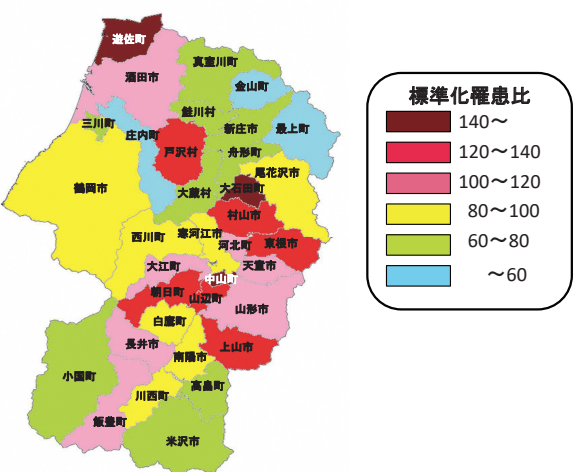 遊佐町
酒田市
真室川町
金山町
鮭川村
三川町
庄内町
新庄市
最上町
戸沢村
舟形町
鶴岡市
大蔵村
大石田町
尾花沢市
村山市
西川町
寒河江市
河北町
東根市
大江町
天童市
中山町
朝日町
山辺町
山形市
白鷹町
長井市
南陽市
上山市
小国町
高畠町
川西町
飯豊町
米沢市
標準化罹患比
140～
120～140
100～120
80～100
60～80
～60